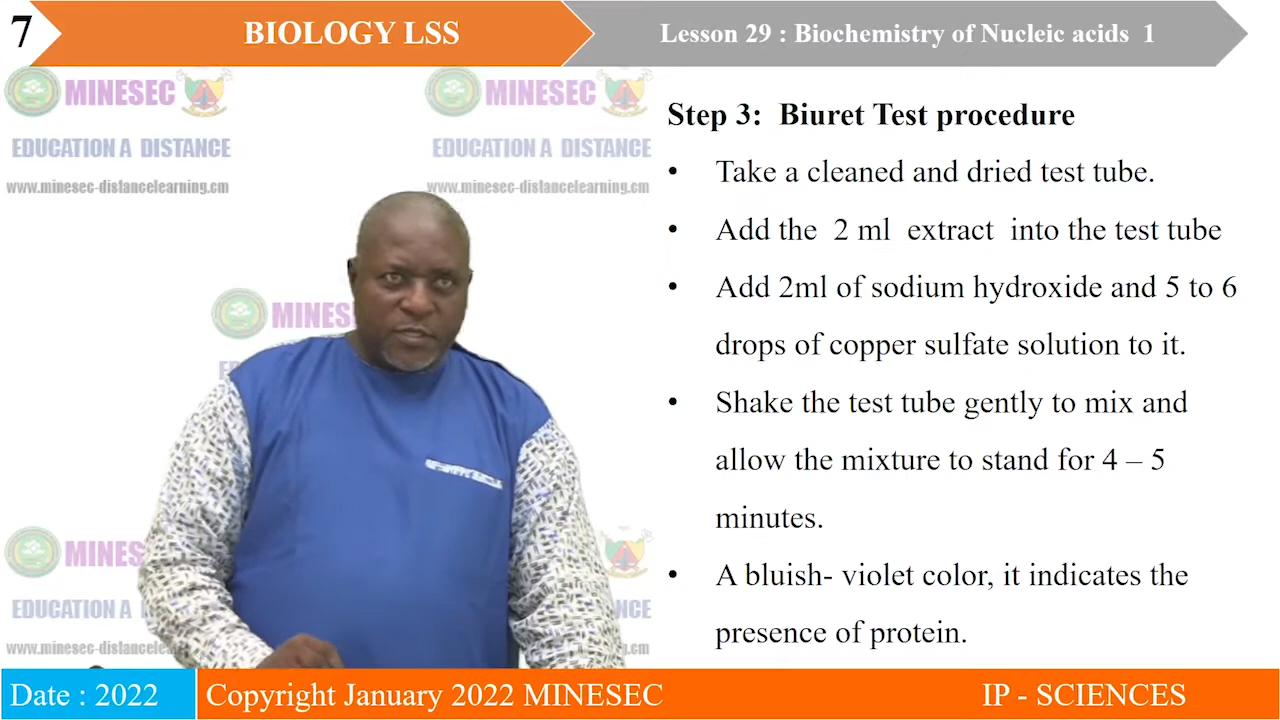 7
BIOLOGY LSS
Lesson 29 : Biochemistry of Nucleic acids 1
MINESEC
MINESEC
EDUCATION A DISTANCE
EDUCATION A DISTANCE
www.minesec-distancelearning.cm
www.minesec-distancelearning.cm
Step 3: Biuret Test procedure
• Take a cleaned and dried test tube.
• Add the 2 ml extract into the test tube
• Add 2ml of sodium hydroxide and 5 to 6
drops of copper sulfate solution to it.
• Shake the test tube gently to mix and
allow the mixture to stand for 4 – 5
minutes.
• A bluish- violet color, it indicates the
presence of protein.
MINES
EDUCATION A
Date : 2022
Copyright January 2022 MINESEC
IP - SCIENCES